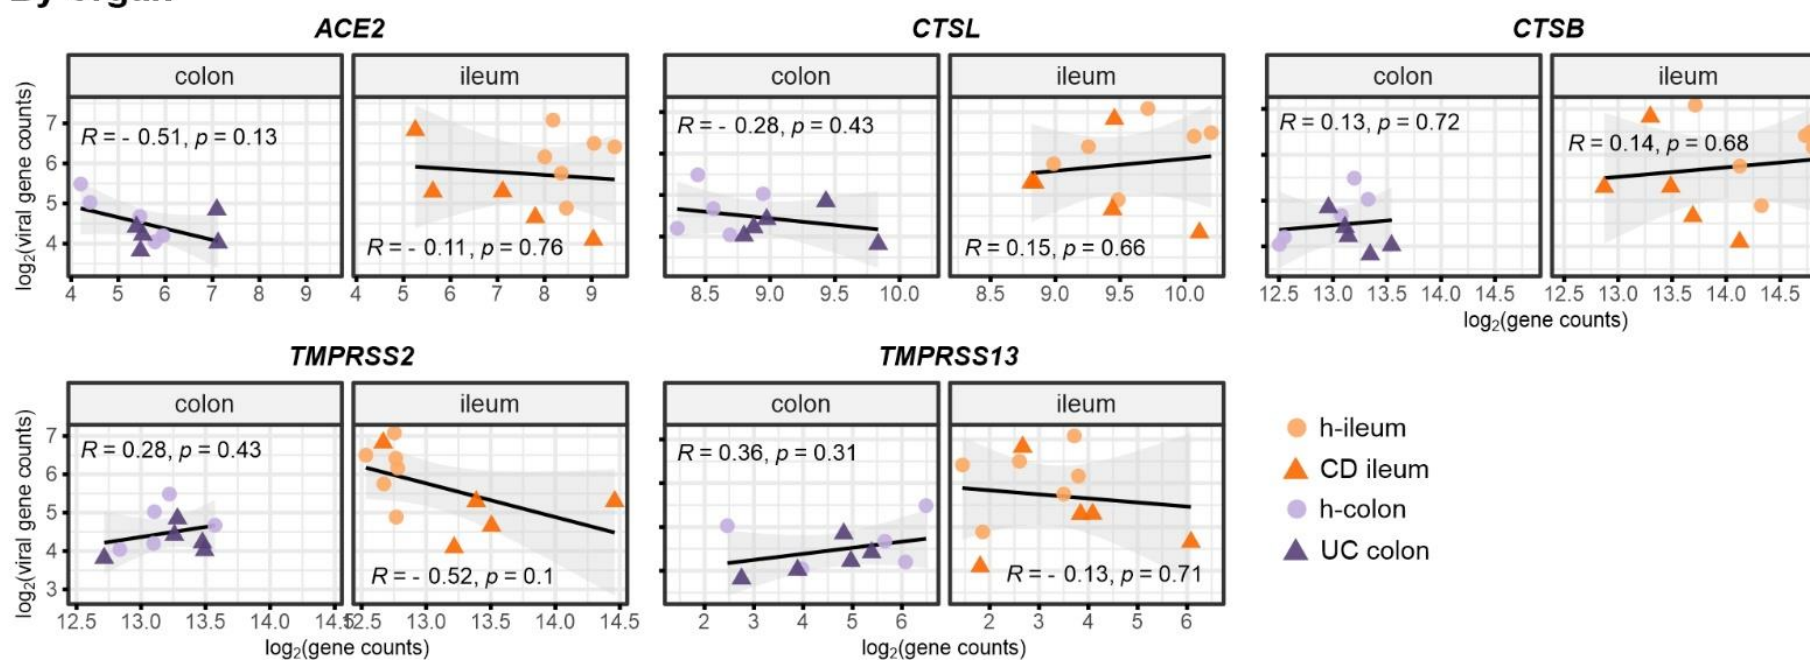 ACE2 CTSL CTSB
colon ileum colon ileum colon ileum
log2(viral gene counts)
7
6
5
4
R = - 0.51, p = 0.13
R = - 0.11, p = 0.76
R = - 0.28, p = 0.43
R = 0.15, p = 0.66
R = 0.13, p = 0.72
R = 0.14, p = 0.68
4 5 6 7 8 9 4 5 6 7 8 9 8.5 9.0 9.5 10.0 8.5 9.0 9.5 10.0 12.5 13.0 13.5 14.0 14.5 12.5 13.0 13.5 14.0 14.5
log2(gene counts)
TMPRSS2 TMPRSS13
colon ileum colon ileum
log2(viral gene counts)
7
6
5
4
3
R = 0.28, p = 0.43
R = - 0.52, p = 0.1
R = 0.36, p = 0.31
R = - 0.13, p = 0.71
12.5 13.0 13.5 14.0 13.0 13.5 14.0 14.5 2 3 4 5 6 2 3 4 5 6
log2(gene counts) log2(gene counts)
h-ileum
CD ileum
h-colon
UC colon